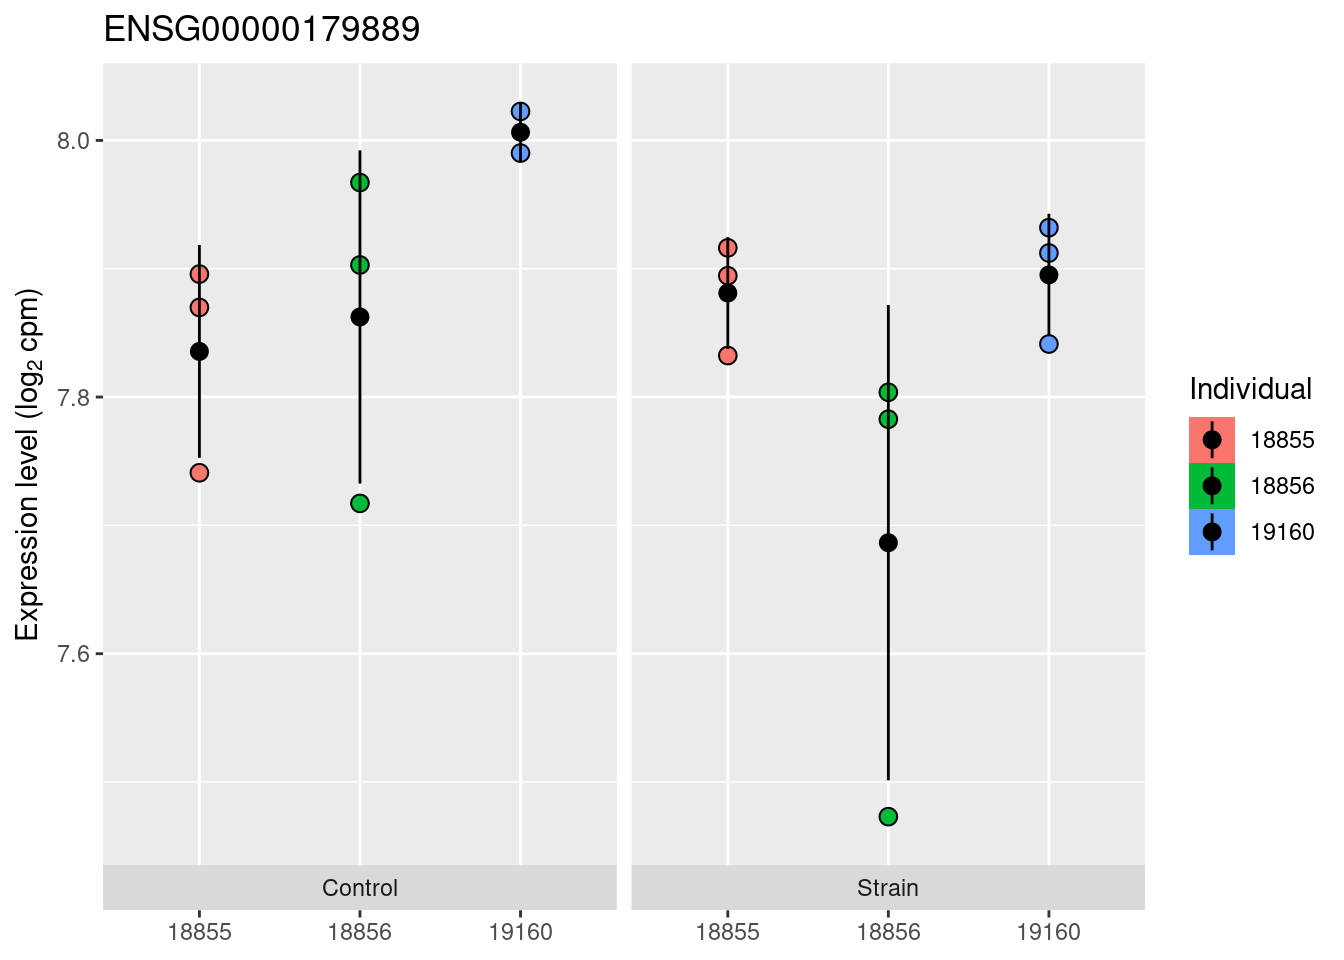 ENSG00000179889
Expression level (log₂ cpm)
8.0
7.8
7.6
Control
Strain
18855
18856
19160
18855
18856
19160
Individual
18855
18856
19160